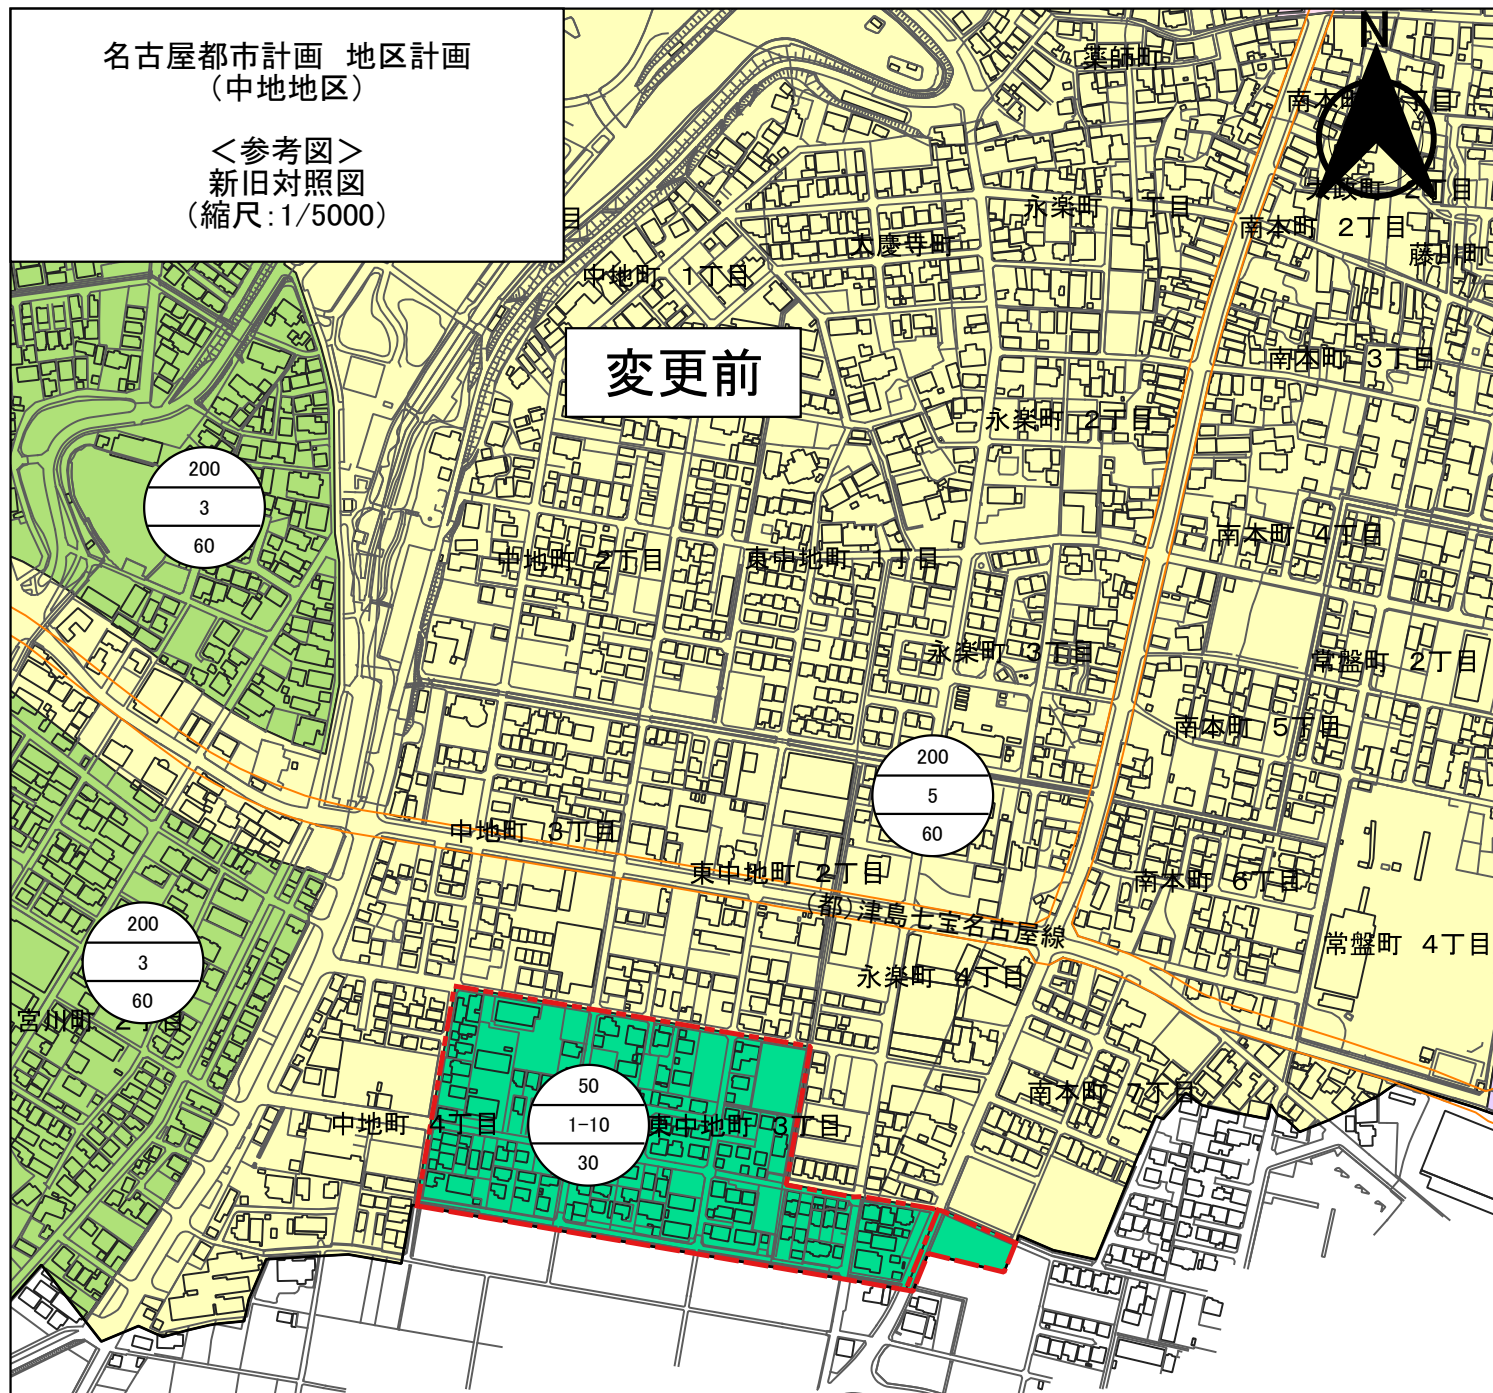 名古屋都市計画 地区計画
（中地地区）
＜参考図＞
新旧対照図
（縮尺：1/5000）
N
薬師町
永楽町 1丁目
南本町 2丁目
藤川町
大慶寺町
中地町 1丁目
変更前
南本町 3丁目
永楽町 2丁目
200
3
60
南本町 4丁目
中地町 2丁目
東中地町 1丁目
永楽町 3丁目
常盤町 2丁目
南本町 5丁目
200
5
60
中地町 3丁目
東中地町 2丁目
南本町 6丁目
(都)津島七宝名古屋線
常盤町 4丁目
永楽町 4丁目
200
3
60
宮川町 2丁目
南本町 7丁目
50
1-10
30
中地町 4丁目
東中地町 3丁目